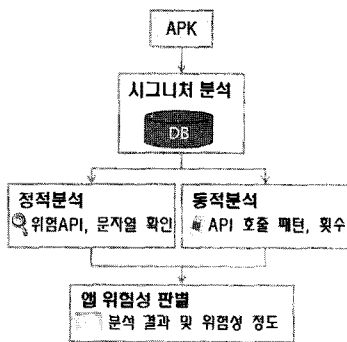 APK
시그니처 분석
DB
정적분석
위험API, 문자열 확인
동적분석
API 호출 패턴, 횟수
앱 위험성 판별
분석 결과 및 위험성 정도